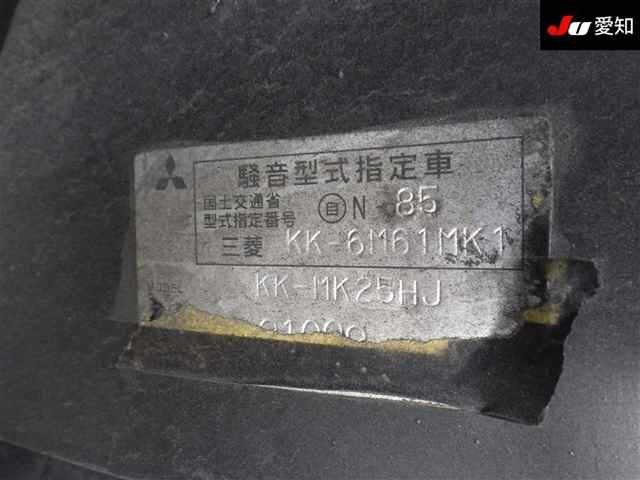 JU 愛知
騒音型式指定車
国土交通省
型式指定番号
自 N 85
三菱 KK-6M61MK1
MODEL
KK-MK25HJ